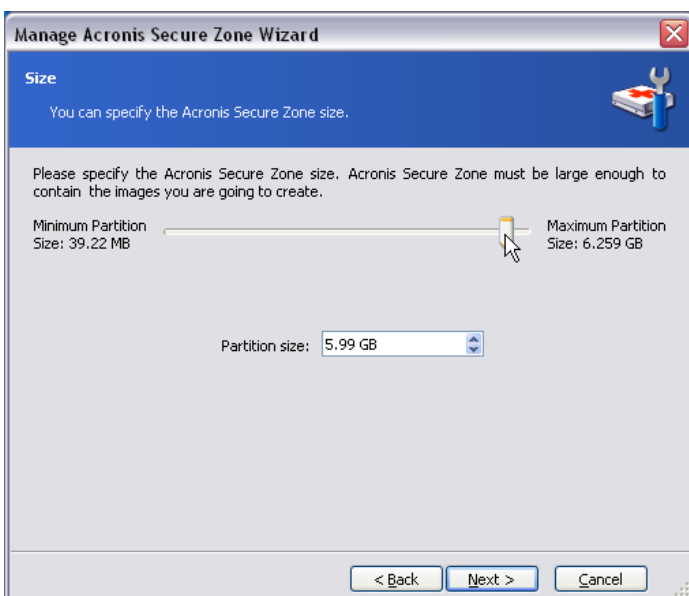 Manage Acronis Secure Zone Wizard
Size
You can specify the Acronis Secure Zone size.
Please specify the Acronis Secure Zone size. Acronis Secure Zone must be large enough to
contain the images you are going to create.
Minimum Partition
Size: 39.22 MB
Maximum Partition
Size: 6.259 GB
Partition size: 5.99 GB
< Back Next > Cancel